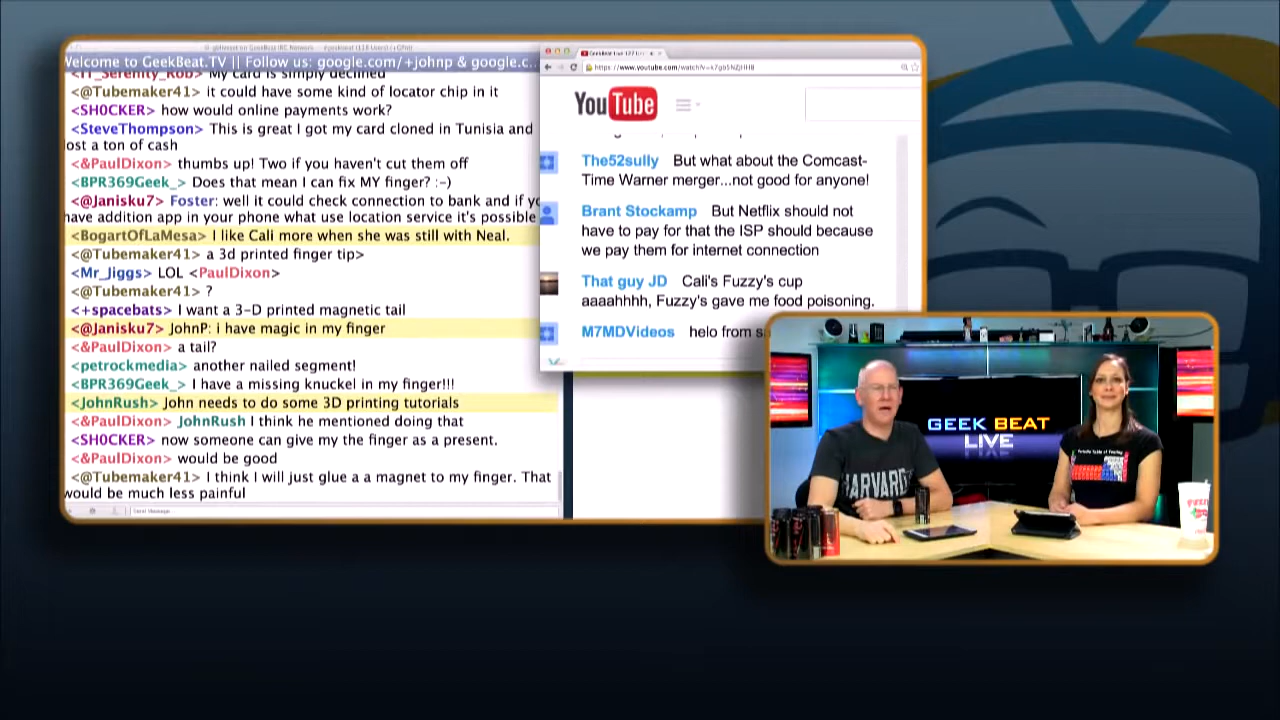 Welcome to GeekBeat.TV || Follow us: google.com/+johnp & google.c...
My card is simply declined
<@Tubemaker41> it could have some kind of locator chip in it
<SH0CKER> how would online payments work?
<SteveThompson> This is great I got my card cloned in Tunisia and
lost a ton of cash
<&PaulDixon> thumbs up! Two if you haven't cut them off
<BPR369Geek_> Does that mean I can fix MY finger? :-)
<@Janisku7> Foster: well it could check connection to bank and if yo
have addition app in your phone what use location service it's possible
<BogartOfLaMesa> I like Cali more when she was still with Neal.
<@Tubemaker41> a 3d printed finger tip>
<Mr_Jiggs> LOL <PaulDixon>
<@Tubemaker41> ?
<+spacebats> I want a 3-D printed magnetic tail
<@Janisku7> JohnP: i have magic in my finger
<&PaulDixon> a tail?
<petrockmedia> another nailed segment!
<BPR369Geek_> I have a missing knuckel in my finger!!!
<JohnRush> John needs to do some 3D printing tutorials
<&PaulDixon> JohnRush I think he mentioned doing that
<SH0CKER> now someone can give my the finger as a present.
<&PaulDixon> would be good
<@Tubemaker41> I think I will just glue a a magnet to my finger. That
would be much less painful
YouTube
The52sully But what about the Comcast-
Time Warner merger...not good for anyone!
Brant Stockamp But Netflix should not
have to pay for that the ISP should because
we pay them for internet connection
That guy JD Cali's Fuzzy's cup
aaaahhhh, Fuzzy's gave me food poisoning.
M7MDVideos helo from s
GEEK BEAT
LIVE
HARVARD